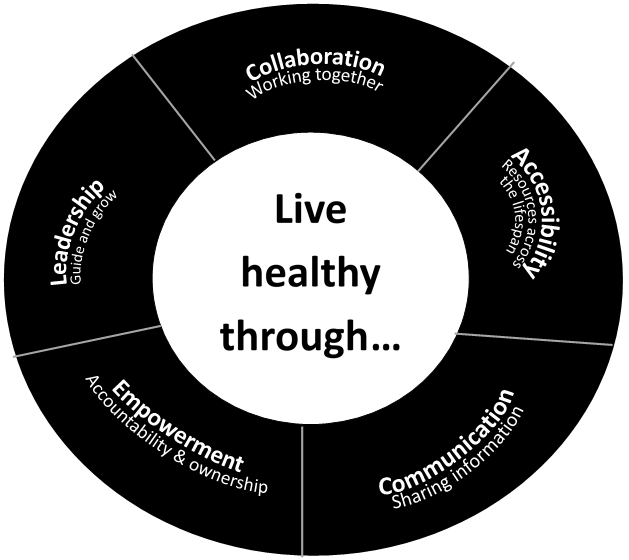 Live
healthy
through…
Collaboration
Working together
Accessibility
Resources across
the lifespan
Communication
Sharing information
Empowerment
Accountability & ownership
Leadership
Guide and grow